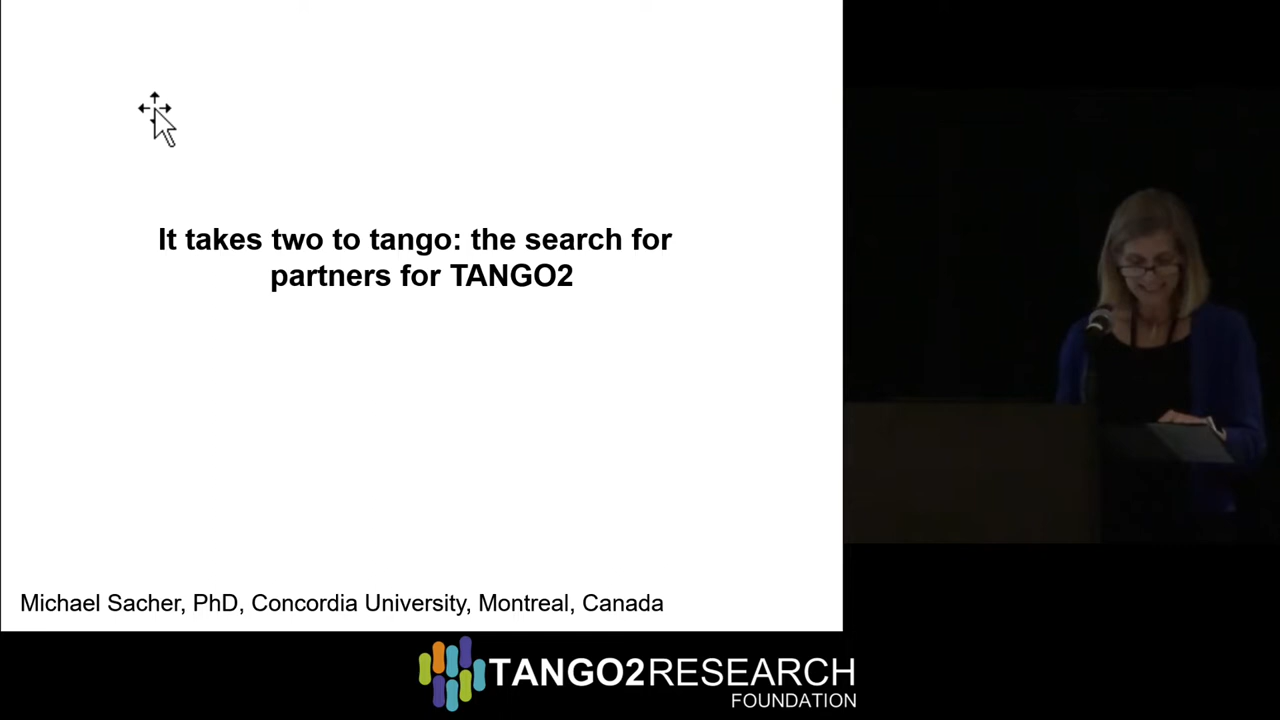 It takes two to tango: the search for
partners for TANGO2
Michael Sacher, PhD, Concordia University, Montreal, Canada
TANGO2RESEARCH
FOUNDATION